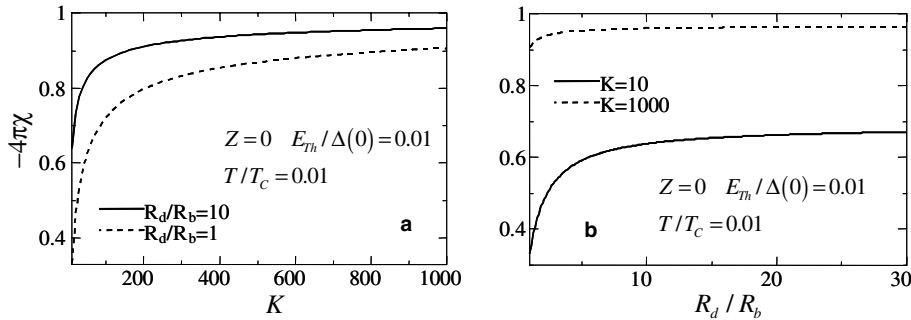 1
0.8
0.6
0.4
−4πχ
Z=0 E_Th/Δ(0)=0.01
T/T_C=0.01
R_d/R_b=10
R_d/R_b=1
a
200 400 600 800 1000
K
1
0.8
0.6
0.4
K=10
K=1000
Z=0 E_Th/Δ(0)=0.01
T/T_C=0.01
b
10 20 30
R_d/R_b